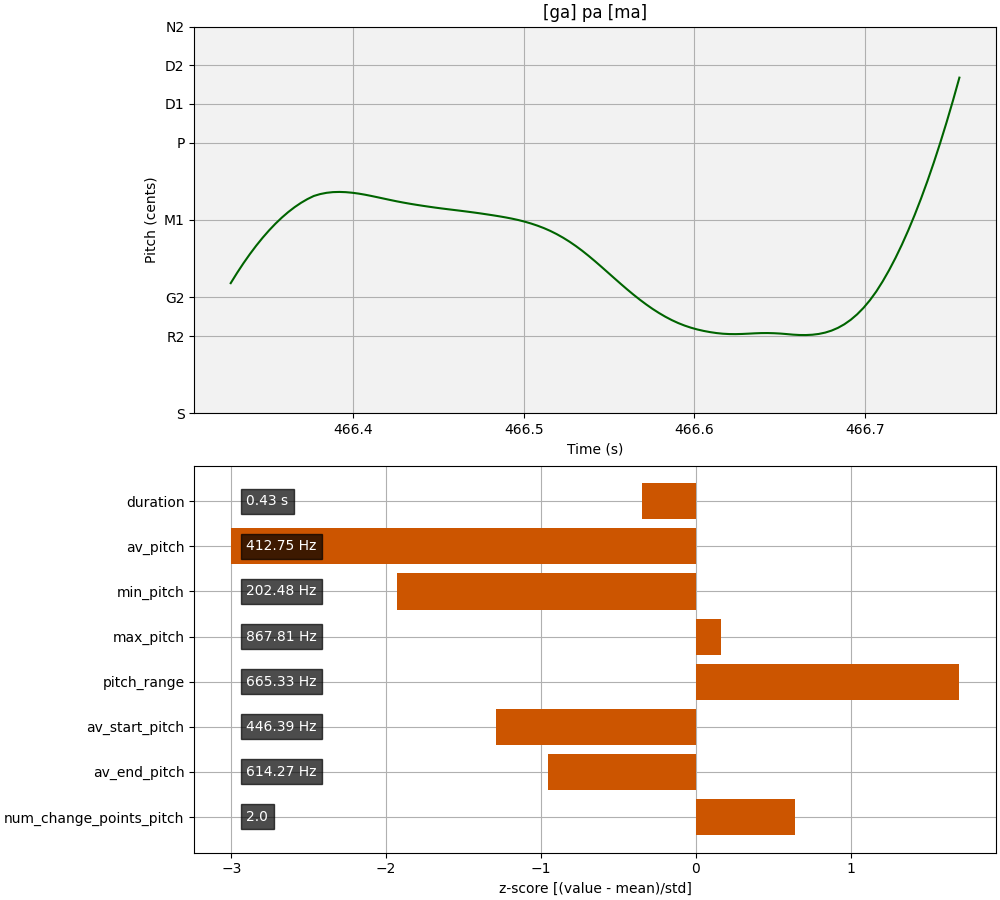 [ga] pa [ma]
N2
D2
D1
P
M1
G2
R2
S
Pitch (cents)
466.4 466.5 466.6 466.7
Time (s)
duration 0.43 s
av_pitch 412.75 Hz
min_pitch 202.48 Hz
max_pitch 867.81 Hz
pitch_range 665.33 Hz
av_start_pitch 446.39 Hz
av_end_pitch 614.27 Hz
num_change_points_pitch 2.0
−3 −2 −1 0 1
z-score [(value - mean)/std]